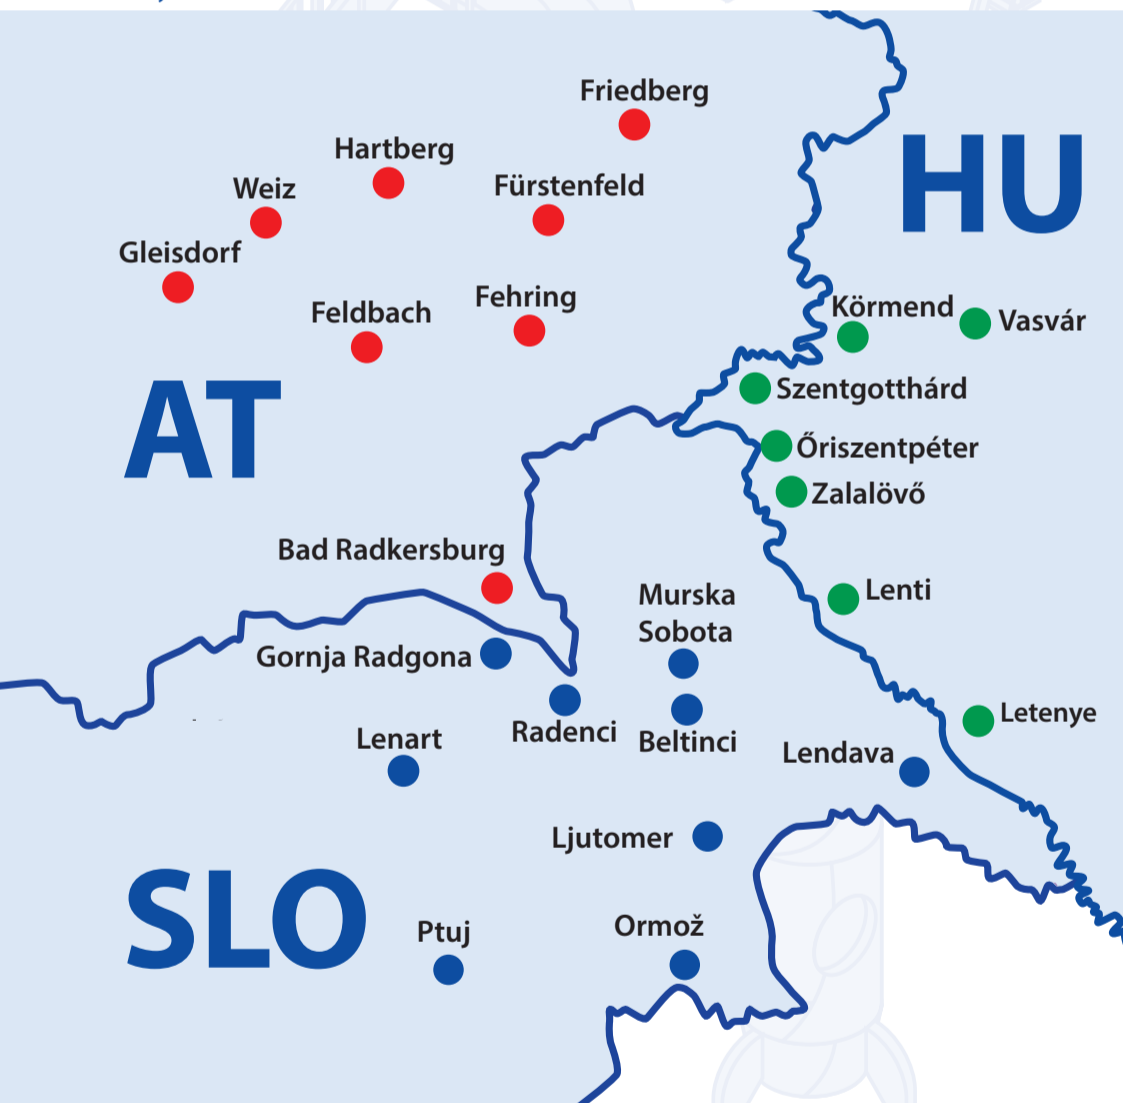 Friedberg
Hartberg
HU
Weiz
Fürstenfeld
Gleisdorf
Fehring
Körmend
Feldbach
Vasvár
AT
Szentgotthárd
Őriszentpéter
Zalalövő
Bad Radkersburg
Lenti
Murska
Sobota
Gornja Radgona
Letenye
Radenci
Lenart
Beltinci
Lendava
Ljutomer
SLO
Ormož
Ptuj